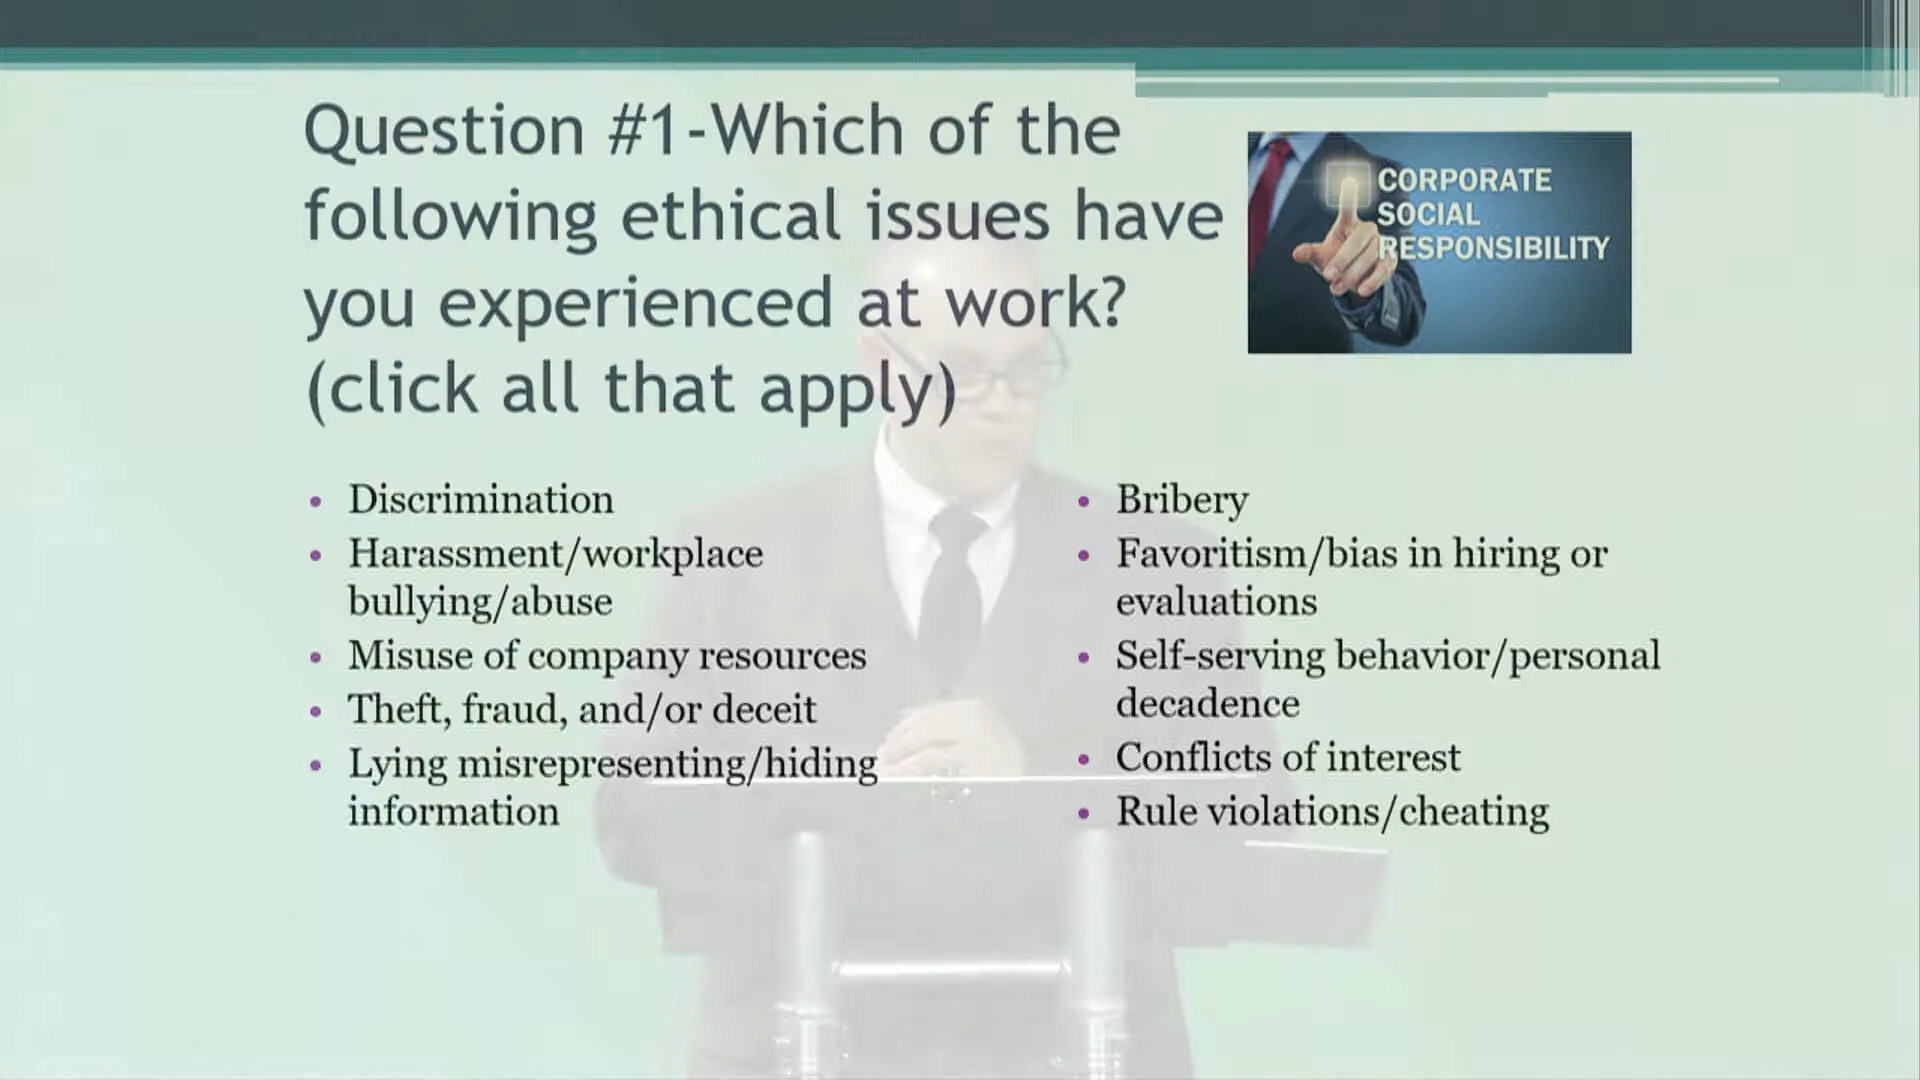 Question #1-Which of the
following ethical issues have
you experienced at work?
(click all that apply)
CORPORATE
SOCIAL
RESPONSIBILITY
• Discrimination
• Harassment/workplace
bullying/abuse
• Misuse of company resources
• Theft, fraud, and/or deceit
• Lying misrepresenting/hiding
information
• Bribery
• Favoritism/bias in hiring or
evaluations
• Self-serving behavior/personal
decadence
• Conflicts of interest
• Rule violations/cheating